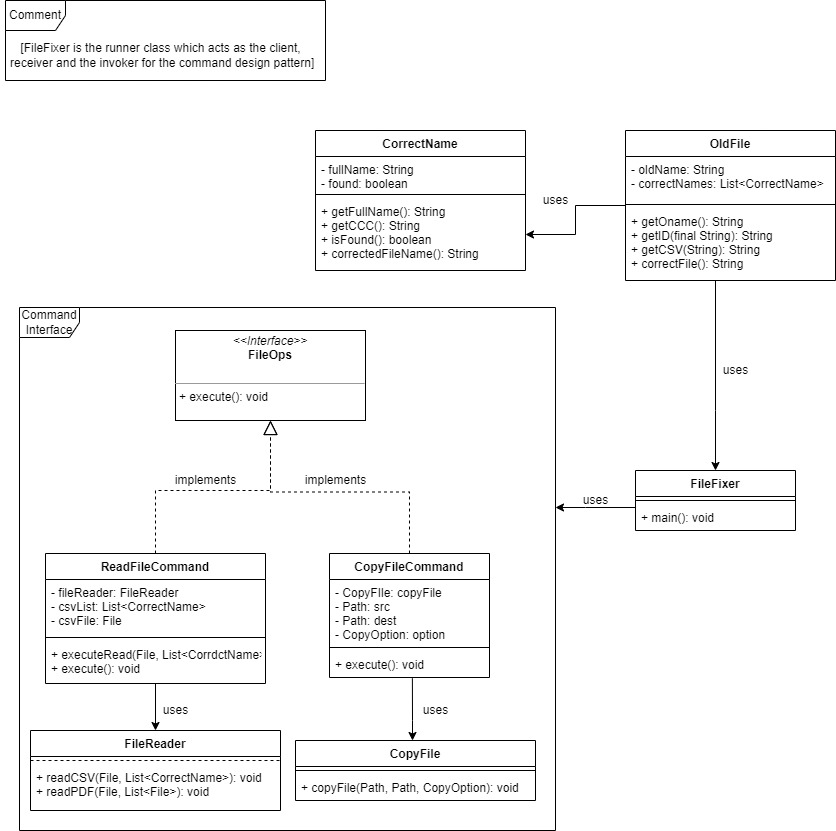 Comment
[FileFixer is the runner class which acts as the client,
receiver and the invoker for the command design pattern]
CorrectName
- fullName: String
- found: boolean
+ getFullName(): String
+ getCCC(): String
+ isFound(): boolean
+ correctedFileName(): String
uses
OldFile
- oldName: String
- correctNames: List<CorrectName>
+ getOname(): String
+ getID(final String): String
+ getCSV(String): String
+ correctFile(): String
uses
Command
Interface
<<Interface>>
FileOps
+ execute(): void
implements
implements
FileFixer
+ main(): void
uses
ReadFileCommand
- fileReader: FileReader
- csvList: List<CorrectName>
- csvFile: File
+ executeRead(File, List<CorrdctName>
+ execute(): void
CopyFileCommand
- CopyFIle: copyFile
- Path: src
- Path: dest
- CopyOption: option
+ execute(): void
uses
uses
FileReader
+ readCSV(File, List<CorrectName>): void
+ readPDF(File, List<File>): void
CopyFile
+ copyFile(Path, Path, CopyOption): void